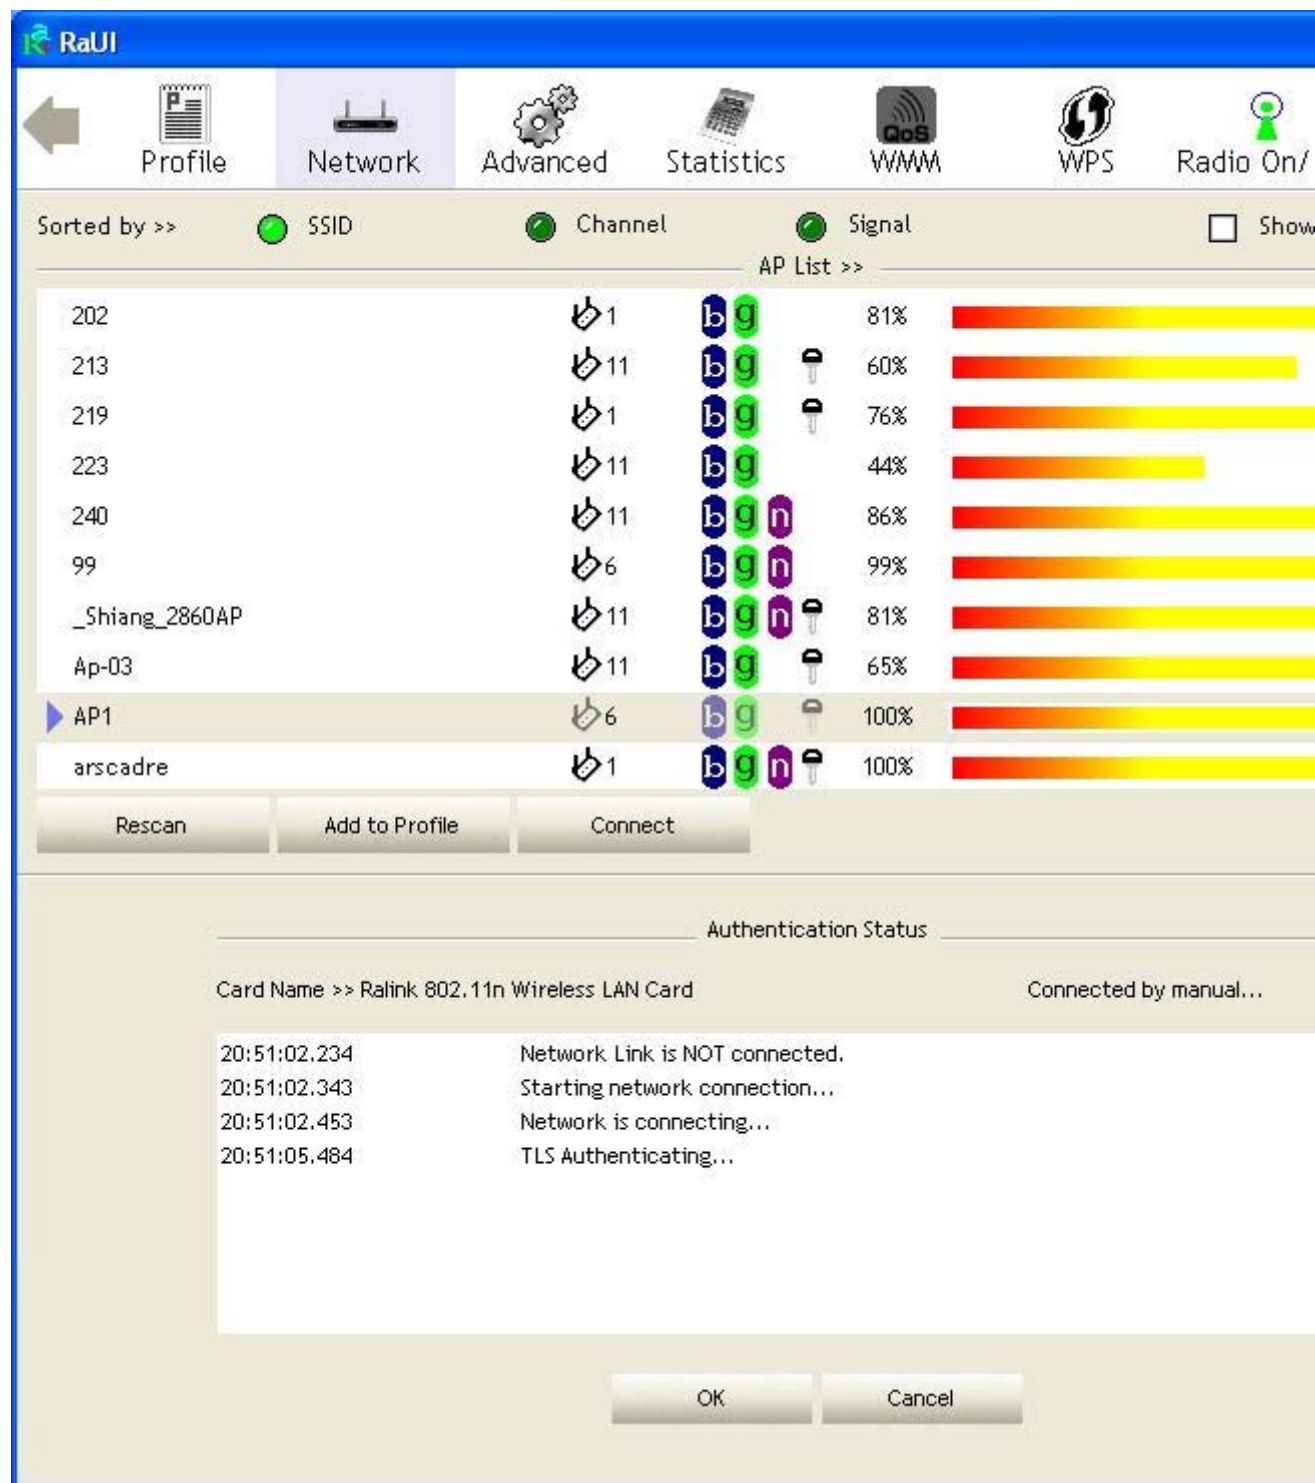 RaUI
Profile Network Advanced Statistics QoS WMM WPS Radio On/
Sorted by >> SSID Channel Signal Show
AP List >>
202 1 b g 81%
213 11 b g 60%
219 1 b g 76%
223 11 b g 44%
240 11 b g n 86%
99 6 b g n 99%
_Shiang_2860AP 11 b g n 81%
Ap-03 11 b g 65%
AP1 6 b g 100%
arscadre 1 b g n 100%
Rescan Add to Profile Connect
Authentication Status
Card Name >> Ralink 802.11n Wireless LAN Card Connected by manual...
20:51:02.234 Network Link is NOT connected.
20:51:02.343 Starting network connection...
20:51:02.453 Network is connecting...
20:51:05.484 TLS Authenticating...
OK Cancel